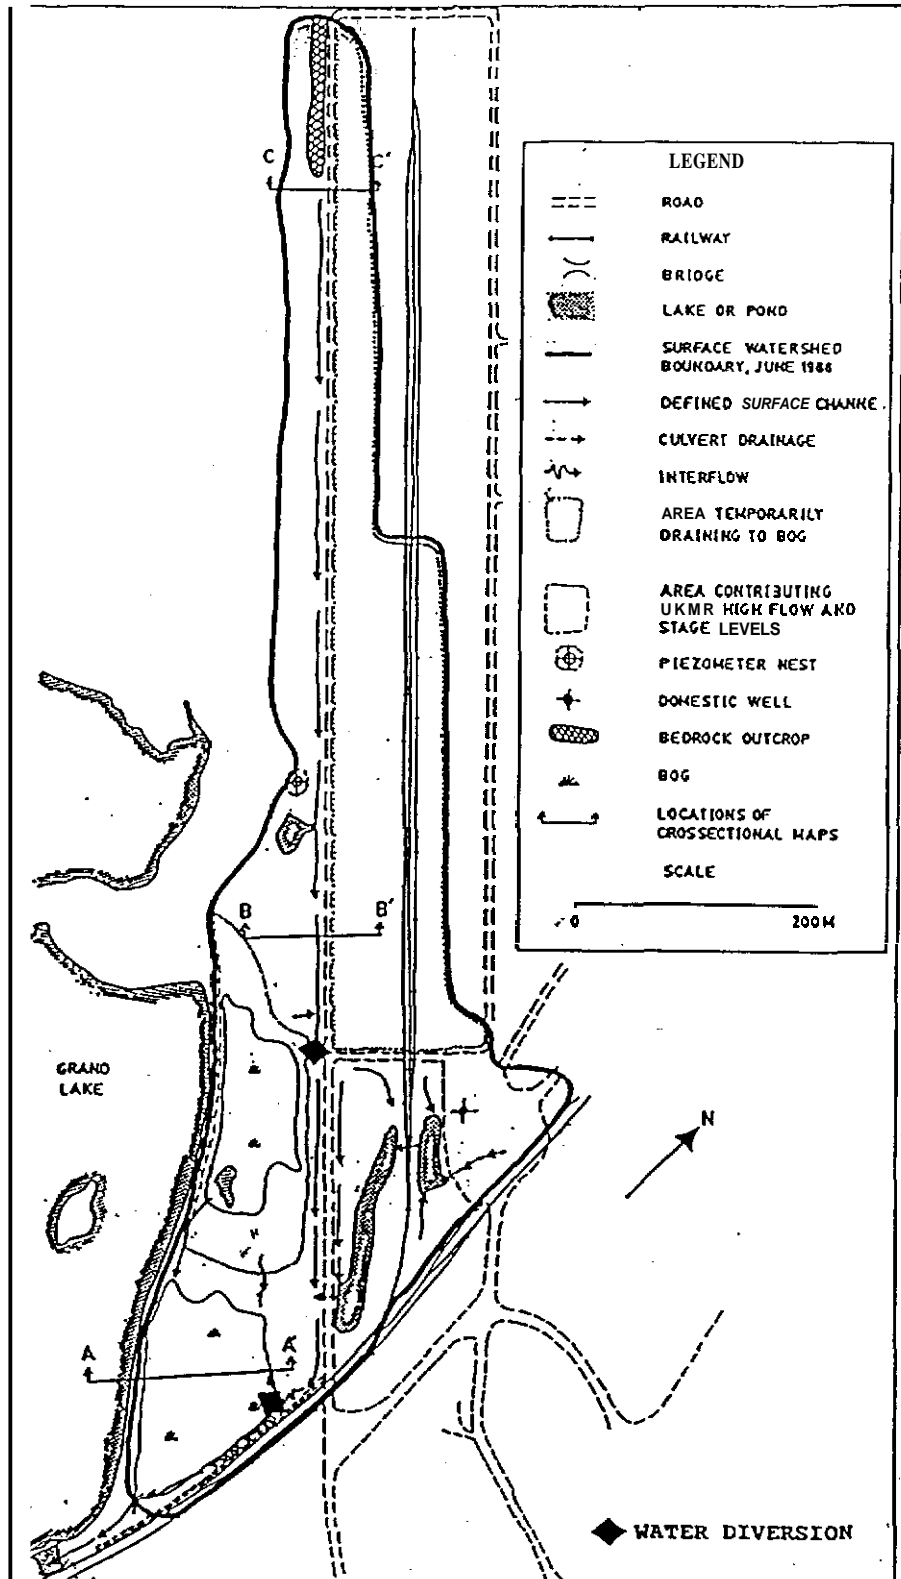 C C'
LEGEND
ROAD
RAILWAY
BRIDGE
LAKE OR POND
SURFACE WATERSHED
BOUNDARY, JUNE 1988
DEFINED SURFACE CHANNE
CULVERT DRAINAGE
INTERFLOW
AREA TEMPORARILY
DRAINING TO BOG
AREA CONTRIBUTING
UKMR HIGH FLOW AND
STAGE LEVELS
PIEZOMETER NEST
DOMESTIC WELL
BEDROCK OUTCROP
BOG
LOCATIONS OF
CROSSECTIONAL MAPS
SCALE
0 200M
B B'
GRAND
LAKE
N
A A'
WATER DIVERSION